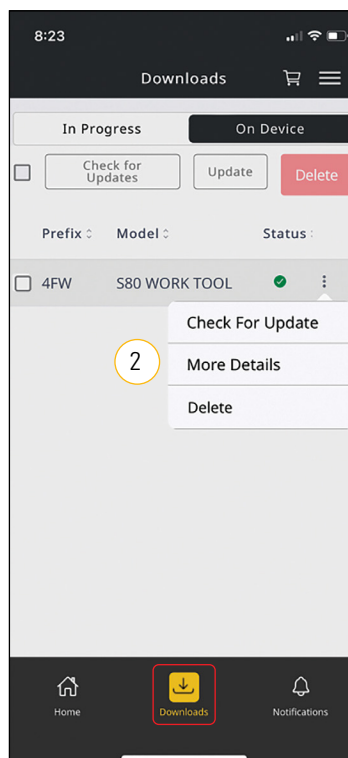 8:23
Downloads
In Progress
On Device
Check for
Updates
Update
Delete
Prefix
Model
Status
4FW
S80 WORK TOOL
Check For Update
2
More Details
Delete
Home
Downloads
Notifications